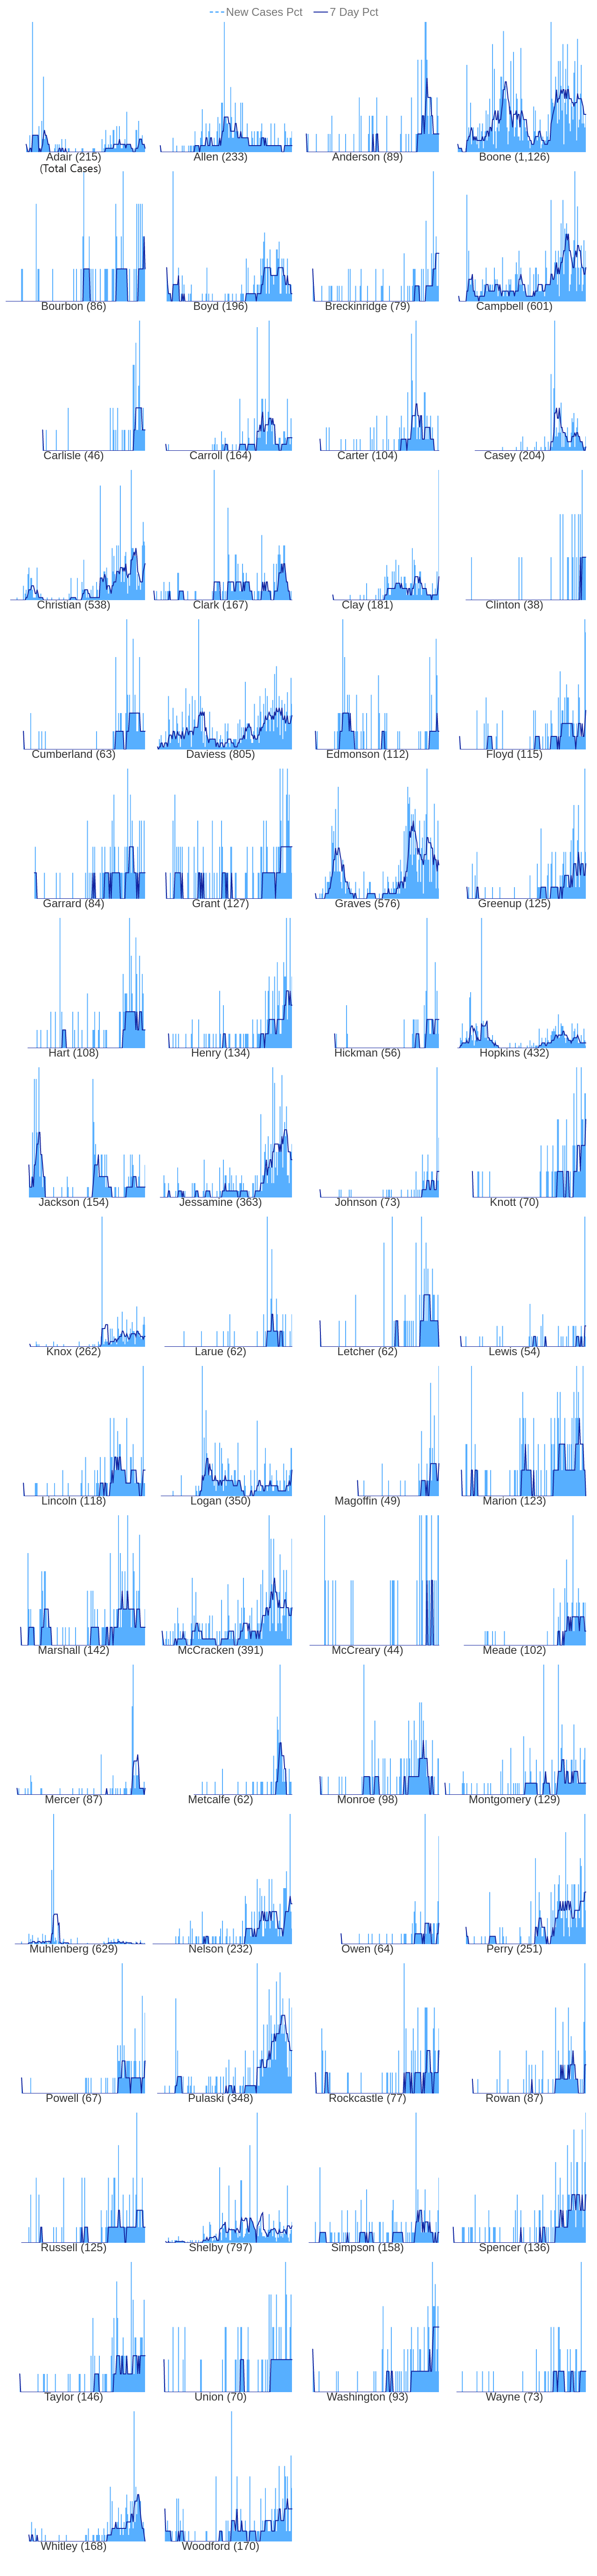 New Cases Pct 7 Day Pct
Adair (215) Allen (233) Anderson (89) Boone (1,126)
(Total Cases)
Bourbon (86) Boyd (196) Breckinridge (79) Campbell (601)
Carlisle (46) Carroll (164) Carter (104) Casey (204)
Christian (538) Clark (167) Clay (181) Clinton (38)
Cumberland (63) Daviess (805) Edmonson (112) Floyd (115)
Garrard (84) Grant (127) Graves (576) Greenup (125)
Hart (108) Henry (134) Hickman (56) Hopkins (432)
Jackson (154) Jessamine (363) Johnson (73) Knott (70)
Knox (262) Larue (62) Letcher (62) Lewis (54)
Lincoln (118) Logan (350) Magoffin (49) Marion (123)
Marshall (142) McCracken (391) McCreary (44) Meade (102)
Mercer (87) Metcalfe (62) Monroe (98) Montgomery (129)
Muhlenberg (629) Nelson (232) Owen (64) Perry (251)
Powell (67) Pulaski (348) Rockcastle (77) Rowan (87)
Russell (125) Shelby (797) Simpson (158) Spencer (136)
Taylor (146) Union (70) Washington (93) Wayne (73)
Whitley (168) Woodford (170)